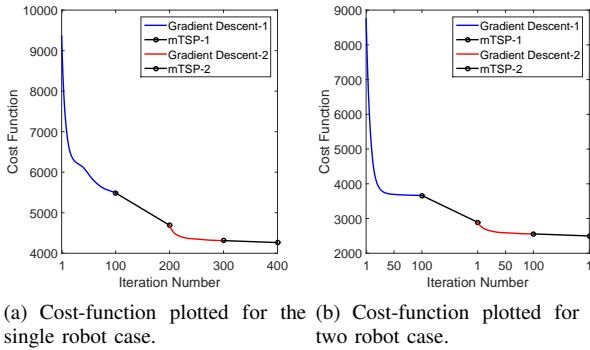 10000
9000
8000
7000
6000
5000
4000
Cost Function
1 100 200 300 400
Iteration Number
Gradient Descent-1
mTSP-1
Gradient Descent-2
mTSP-2
9000
8000
7000
6000
5000
4000
3000
2000
Cost Function
1 50 100 1 50 100 1
Iteration Number
Gradient Descent-1
mTSP-1
Gradient Descent-2
mTSP-2
(a) Cost-function plotted for the
single robot case.
(b) Cost-function plotted for
two robot case.